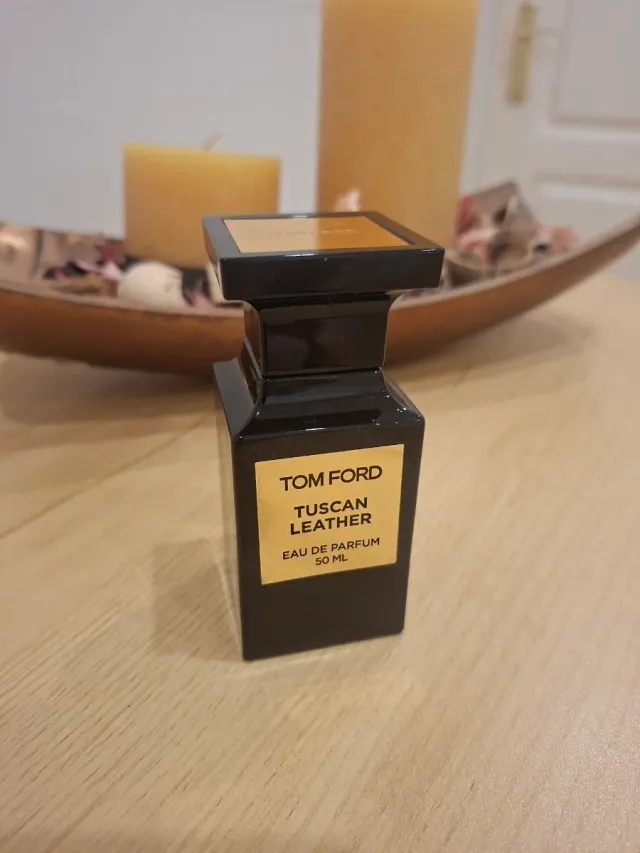 TOM FORD
TUSCAN
LEATHER
EAU DE PARFUM
50 ML